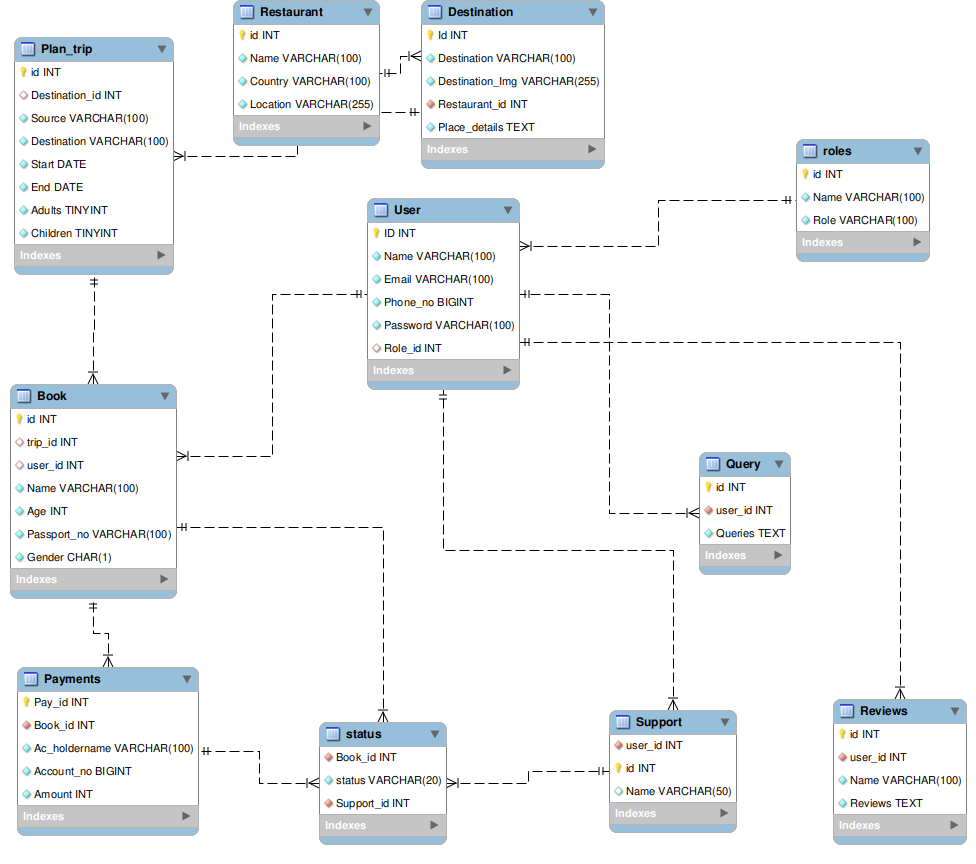 Restaurant
id INT
Name VARCHAR(100)
Country VARCHAR(100)
Location VARCHAR(255)
Indexes
Destination
Id INT
Destination VARCHAR(100)
Destination_Img VARCHAR(255)
Restaurant_id INT
Place_details TEXT
Indexes
Plan_trip
id INT
Destination_id INT
Source VARCHAR(100)
Destination VARCHAR(100)
Start DATE
End DATE
Adults TINYINT
Children TINYINT
Indexes
roles
id INT
Name VARCHAR(100)
Role VARCHAR(100)
Indexes
User
ID INT
Name VARCHAR(100)
Email VARCHAR(100)
Phone_no BIGINT
Password VARCHAR(100)
Role_id INT
Indexes
Book
id INT
trip_id INT
user_id INT
Name VARCHAR(100)
Age INT
Passport_no VARCHAR(100)
Gender CHAR(1)
Indexes
Query
id INT
user_id INT
Queries TEXT
Indexes
Payments
Pay_id INT
Book_id INT
Ac_holdername VARCHAR(100)
Account_no BIGINT
Amount INT
Indexes
status
Book_id INT
status VARCHAR(20)
Support_id INT
Indexes
Support
user_id INT
id INT
Name VARCHAR(50)
Indexes
Reviews
id INT
user_id INT
Name VARCHAR(100)
Reviews TEXT
Indexes